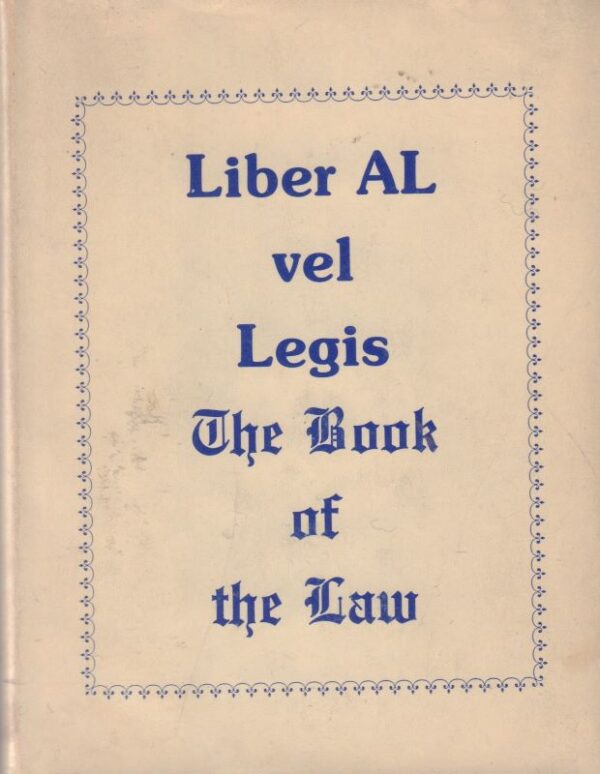 Liber AL
vel
Legis
The Book
of
the Law